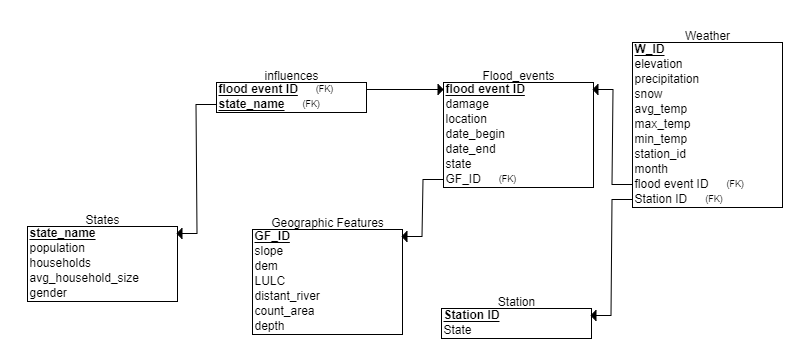 influences
flood event ID (FK)
state_name (FK)
Flood_events
flood event ID
damage
location
date_begin
date_end
state
GF_ID (FK)
Weather
W_ID
elevation
precipitation
snow
avg_temp
max_temp
min_temp
station_id
month
flood event ID (FK)
Station ID (FK)
States
state_name
population
households
avg_household_size
gender
Geographic Features
GF_ID
slope
dem
LULC
distant_river
count_area
depth
Station
Station ID
State